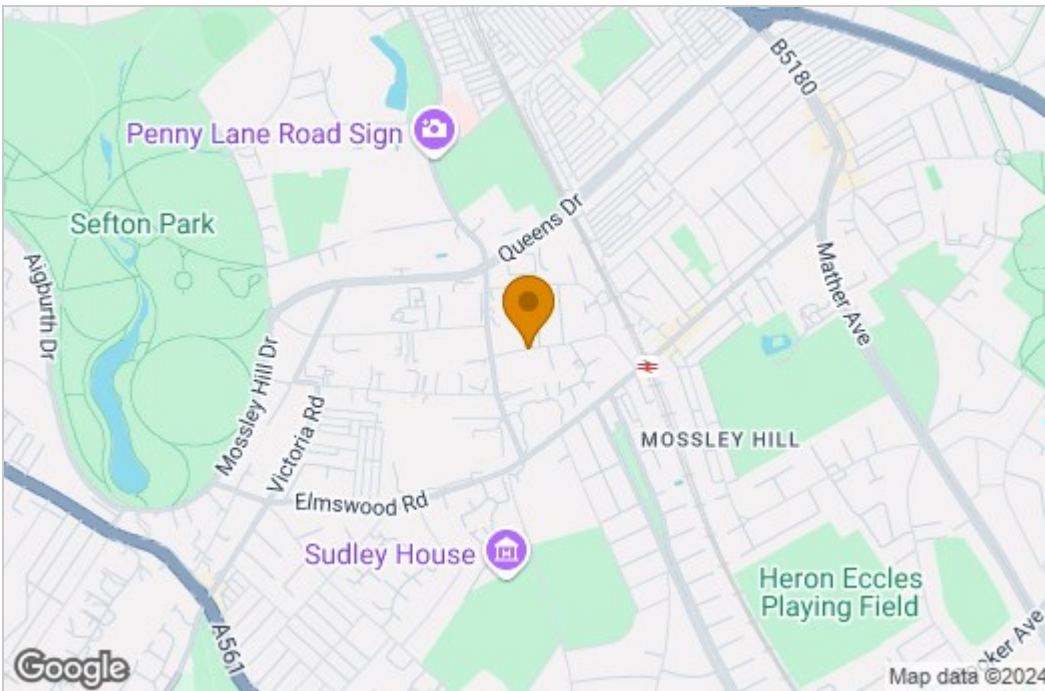 B5180
Penny Lane Road Sign
Queens Dr
Sefton Park
Aigburth Dr
Mather Ave
Mossley Hill Dr
Victoria Rd
MOSSLEY HILL
Elmswood Rd
Sudley House
Heron Eccles
Playing Field
A561
Google
Map data ©2024